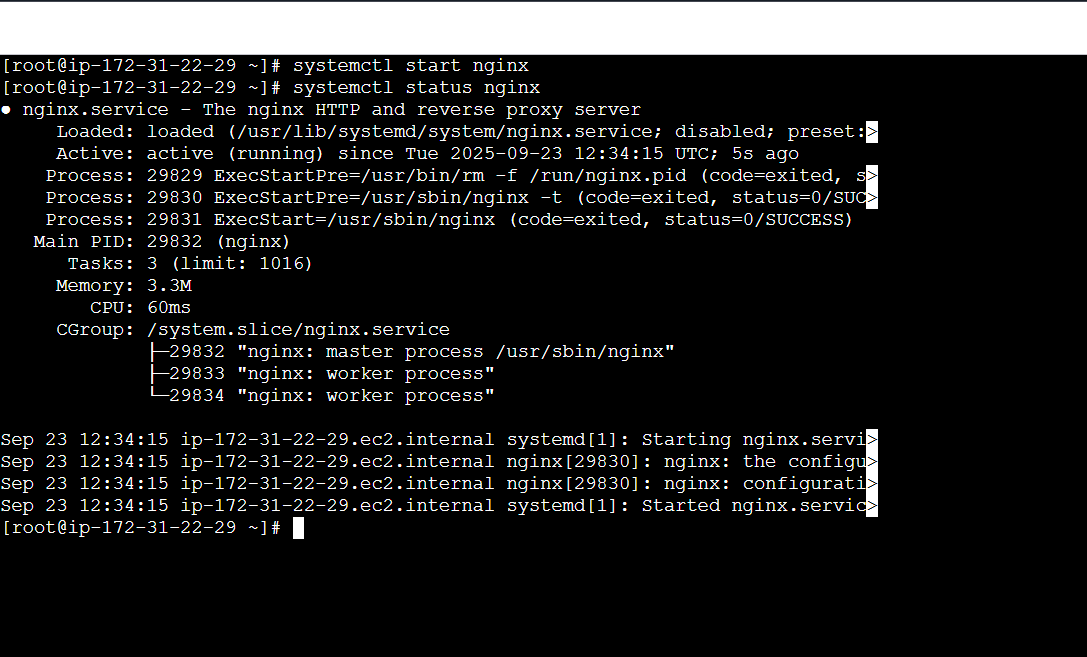 [root@ip-172-31-22-29 ~]# systemctl start nginx
[root@ip-172-31-22-29 ~]# systemctl status nginx
● nginx.service - The nginx HTTP and reverse proxy server
     Loaded: loaded (/usr/lib/systemd/system/nginx.service; disabled; preset:>
     Active: active (running) since Tue 2025-09-23 12:34:15 UTC; 5s ago
    Process: 29829 ExecStartPre=/usr/bin/rm -f /run/nginx.pid (code=exited, s>
    Process: 29830 ExecStartPre=/usr/sbin/nginx -t (code=exited, status=0/SUC>
    Process: 29831 ExecStart=/usr/sbin/nginx (code=exited, status=0/SUCCESS)
   Main PID: 29832 (nginx)
      Tasks: 3 (limit: 1016)
     Memory: 3.3M
        CPU: 60ms
     CGroup: /system.slice/nginx.service
             ├─29832 "nginx: master process /usr/sbin/nginx"
             ├─29833 "nginx: worker process"
             └─29834 "nginx: worker process"
Sep 23 12:34:15 ip-172-31-22-29.ec2.internal systemd[1]: Starting nginx.servi>
Sep 23 12:34:15 ip-172-31-22-29.ec2.internal nginx[29830]: nginx: the configu>
Sep 23 12:34:15 ip-172-31-22-29.ec2.internal nginx[29830]: nginx: configurati>
Sep 23 12:34:15 ip-172-31-22-29.ec2.internal systemd[1]: Started nginx.servic>
[root@ip-172-31-22-29 ~]#